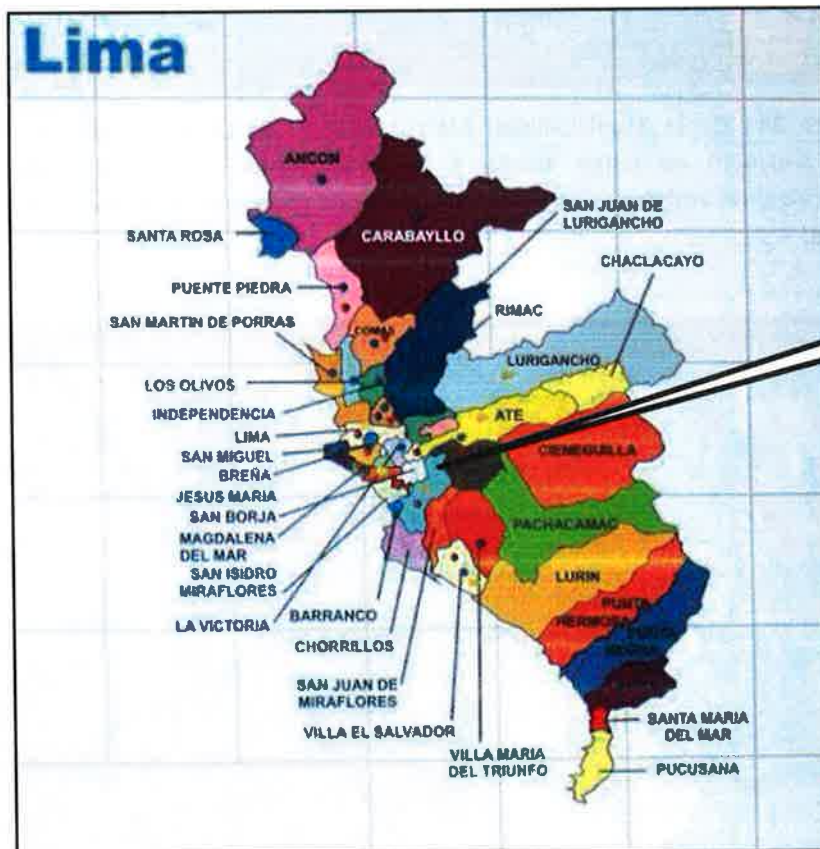 Lima
ANCON
SANTA ROSA
CARABAYLLO
SAN JUAN DE
LURIGANCHO
CHACLACAYO
PUENTE PIEDRA
RIMAC
SAN MARTIN DE PORRAS
COMAS
LURIGANCHO
LOS OLIVOS
INDEPENDENCIA
ATE
LIMA
SAN MIGUEL
CIENEGUILLA
BREÑA
JESUS MARIA
SAN BORJA
PACHACAMAC
MAGDALENA
DEL MAR
SAN ISIDRO
MIRAFLORES
LURIN
PUNTA
HERMOSA
BARRANCO
LA VICTORIA
CHORRILLOS
SAN JUAN DE
MIRAFLORES
SANTA MARIA
DEL MAR
VILLA EL SALVADOR
VILLA MARIA
DEL TRIUNFO
PUCUSANA